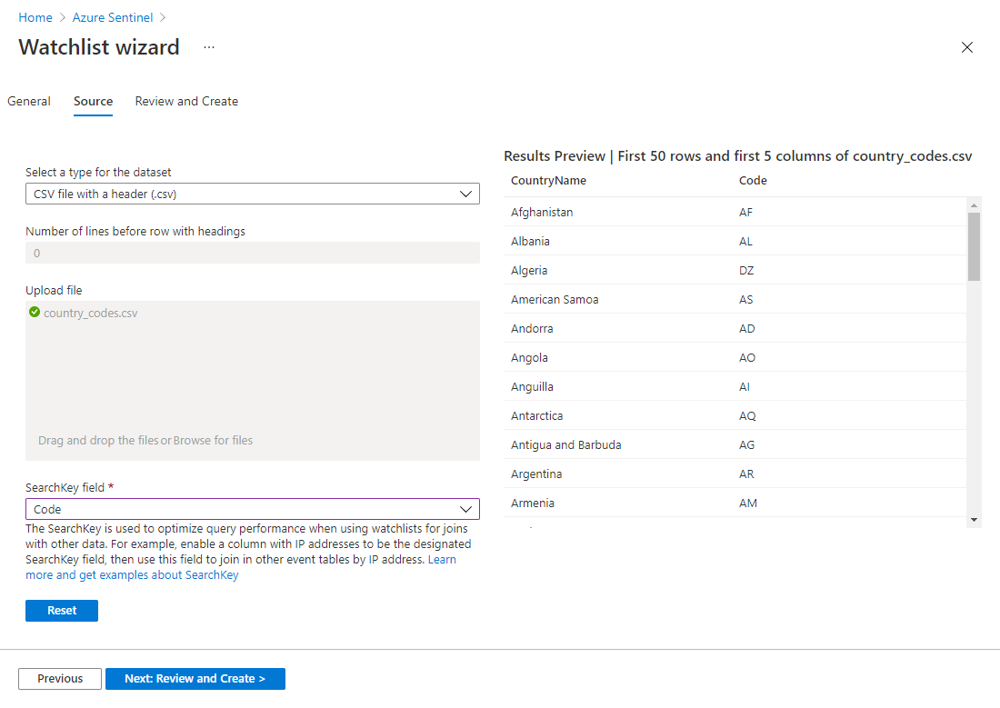 Home > Azure Sentinel >
Watchlist wizard ...
General Source Review and Create
Select a type for the dataset
CSV file with a header (.csv)
Number of lines before row with headings
0
Upload file
country_codes.csv
Drag and drop the files or Browse for files
SearchKey field *
Code
The SearchKey is used to optimize query performance when using watchlists for joins
with other data. For example, enable a column with IP addresses to be the designated
SearchKey field, then use this field to join in other event tables by IP address. Learn
more and get examples about SearchKey
Reset
Results Preview | First 50 rows and first 5 columns of country_codes.csv
CountryName Code
Afghanistan AF
Albania AL
Algeria DZ
American Samoa AS
Andorra AD
Angola AO
Anguilla AI
Antarctica AQ
Antigua and Barbuda AG
Argentina AR
Armenia AM
Previous Next: Review and Create >